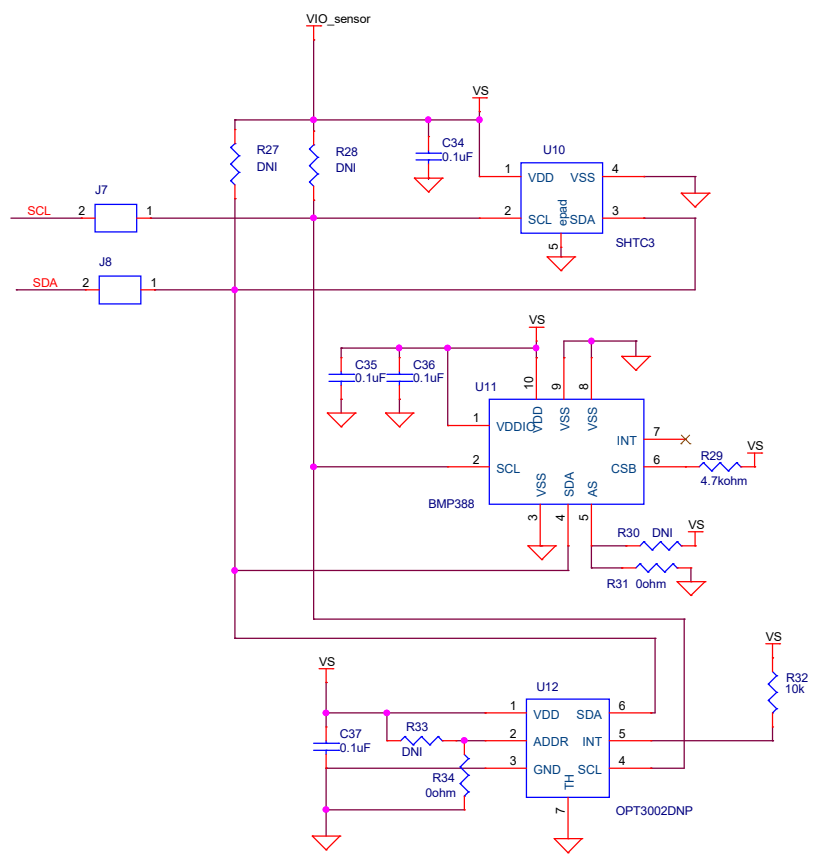 VIO_sensor
VS
R27
DNI
R28
DNI
C34
0.1uF
U10
1
VDD
VSS
4
J7
SCL
2
1
2
SCL
epad
SDA
3
5
SHTC3
J8
SDA
2
1
VS
C35
0.1uF
C36
0.1uF
U11
10
9
8
1
VDDIO
VDD
VSS
VSS
INT
7
2
SCL
CSB
6
R29
4.7kohm
VS
VSS
SDA
AS
BMP388
3
4
5
R30
DNI
VS
R31
0ohm
VS
R32
10k
VS
U12
1
VDD
SDA
6
C37
0.1uF
R33
DNI
2
ADDR
INT
5
3
GND
SCL
4
R34
0ohm
TH
7
OPT3002DNP